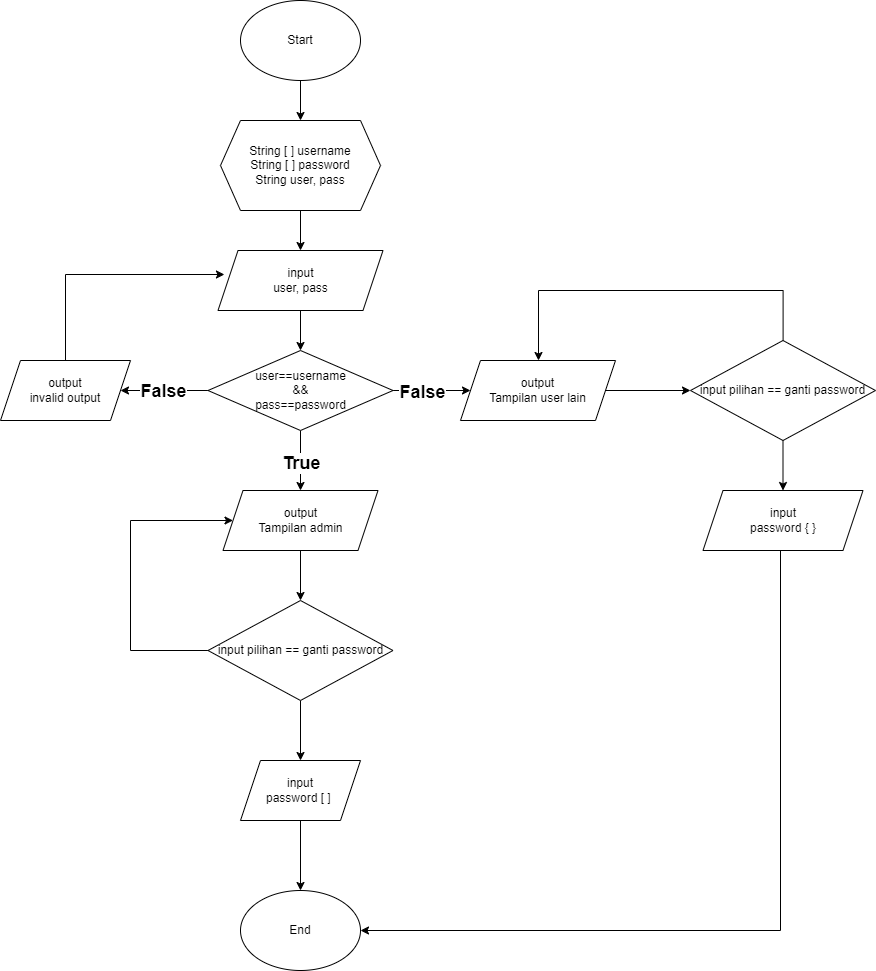 Start
String [ ] username
String [ ] password
String user, pass
input
user, pass
user==username
&&
pass==password
False
output
invalid output
False
output
Tampilan user lain
input pilihan == ganti password
input
password { }
True
output
Tampilan admin
input pilihan == ganti password
input
password [ ]
End